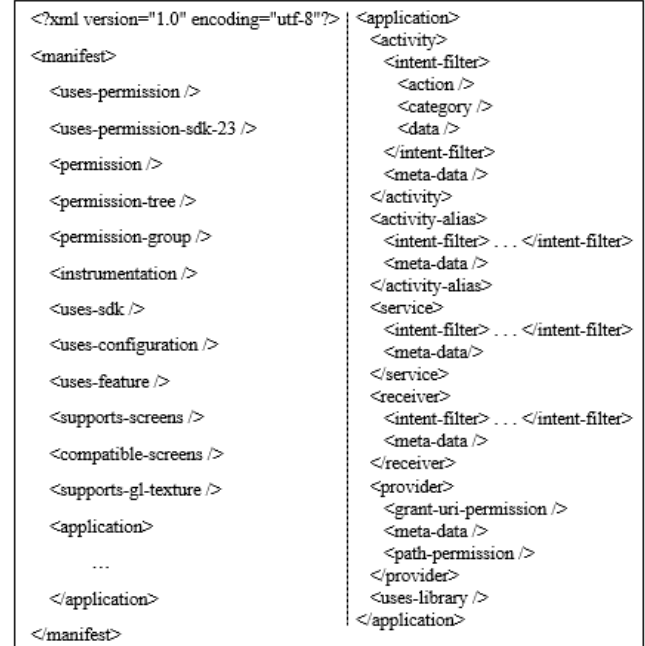 <?xml version="1.0" encoding="utf-8"?>
<manifest>
<uses-permission />
<uses-permission-sdk-23 />
<permission />
<permission-tree />
<permission-group />
<instrumentation />
<uses-sdk />
<uses-configuration />
<uses-feature />
<supports-screens />
<compatible-screens />
<supports-gl-texture />
<application>
...
</application>
</manifest>
<application>
<activity>
<intent-filter>
<action />
<category />
<data />
</intent-filter>
<meta-data />
</activity>
<activity-alias>
<intent-filter> . . . </intent-filter>
<meta-data />
</activity-alias>
<service>
<intent-filter> . . . </intent-filter>
<meta-data/>
</service>
<receiver>
<intent-filter> . . . </intent-filter>
<meta-data />
</receiver>
<provider>
<grant-uri-permission />
<meta-data />
<path-permission />
</provider>
<uses-library />
</application>